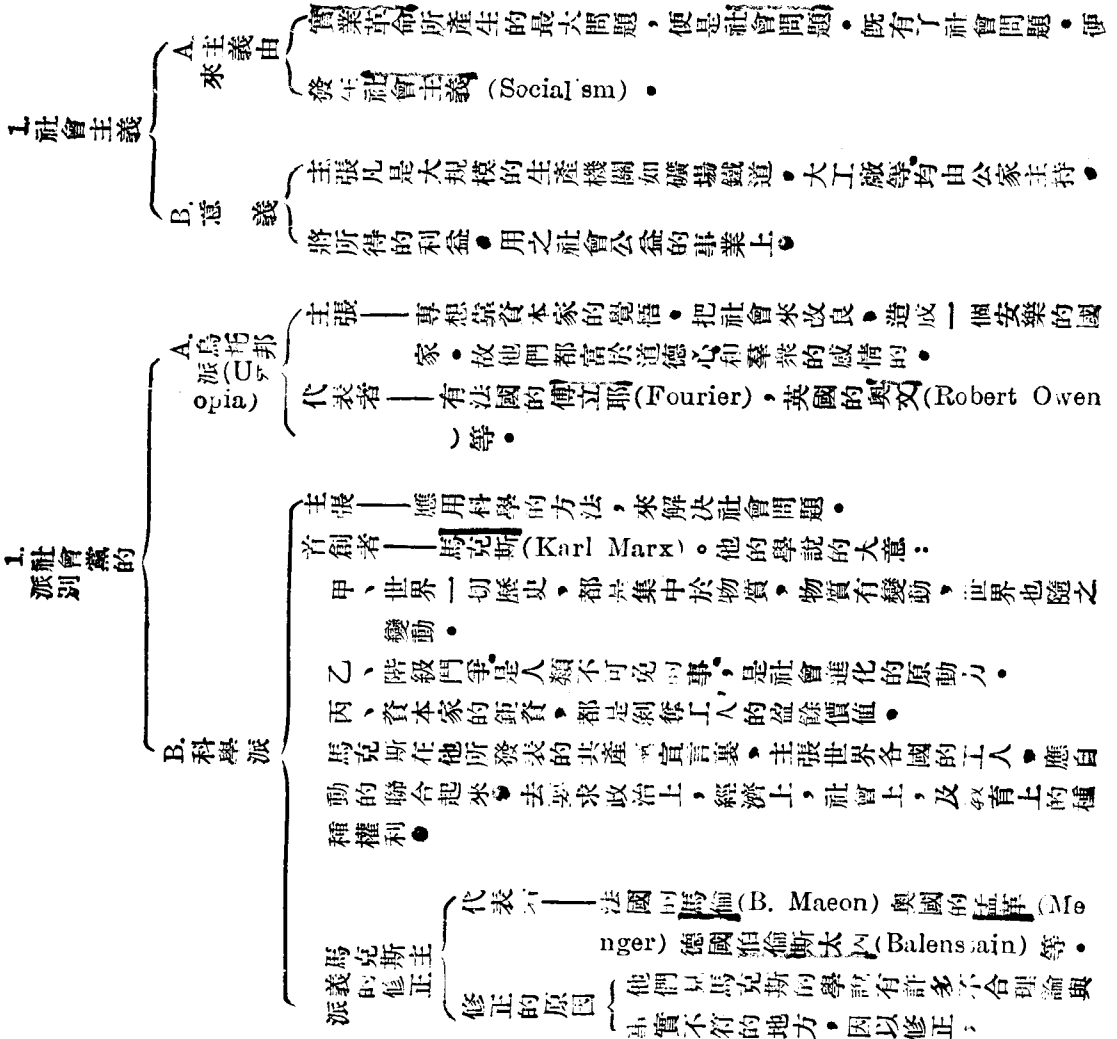 1. 社會主義
A. 主義由來
實業革命所產生的最大問題，便是社會問題。既有了社會問題。便
發生社會主義 (Social sm)。
B. 意義
主張凡是大規模的生產機關如礦場鐵道。大工廠等均由公家主持。
將所得的利益。用之社會公益的事業上。
1. 社會黨的派別
A. 烏托邦派 (U opia)
主張——專想靠資本家的覺悟。把社會來改良、造成一個安樂的國
家。故他們都富於道德心和羣衆的感情的。
代表者——有法國的傅立耶(Fourier)，英國的奧文(Robert Owen
)等。
B. 科學派
主張——應用科學的方法，來解决社會問題。
首創者——馬克斯(Karl Marx)。他的學說的大意：
甲、世界一切歷史，都是集中於物質，物質有變動，世界也隨之
變動。
乙、階級鬥爭是人類不可免的事，是社會進化的原動力。
丙、資本家的鉅資、都是剝奪工人的盈餘價值。
馬克斯在他所發表的共產 宣言裏，主張世界各國的工人，應自
動的聯合起來。去要求政治上，經濟上，社會上，及教育上的種
種權利。
馬克斯主義的修正派
代表者——法國的馬倫(B. Maeon) 奧國的孟革(Me
nger) 德國伯倫斯太因(Balens ain) 等。
修正的原因
他們見馬克斯的學說有許多不合理論與
事實不符的地方，因以修正；